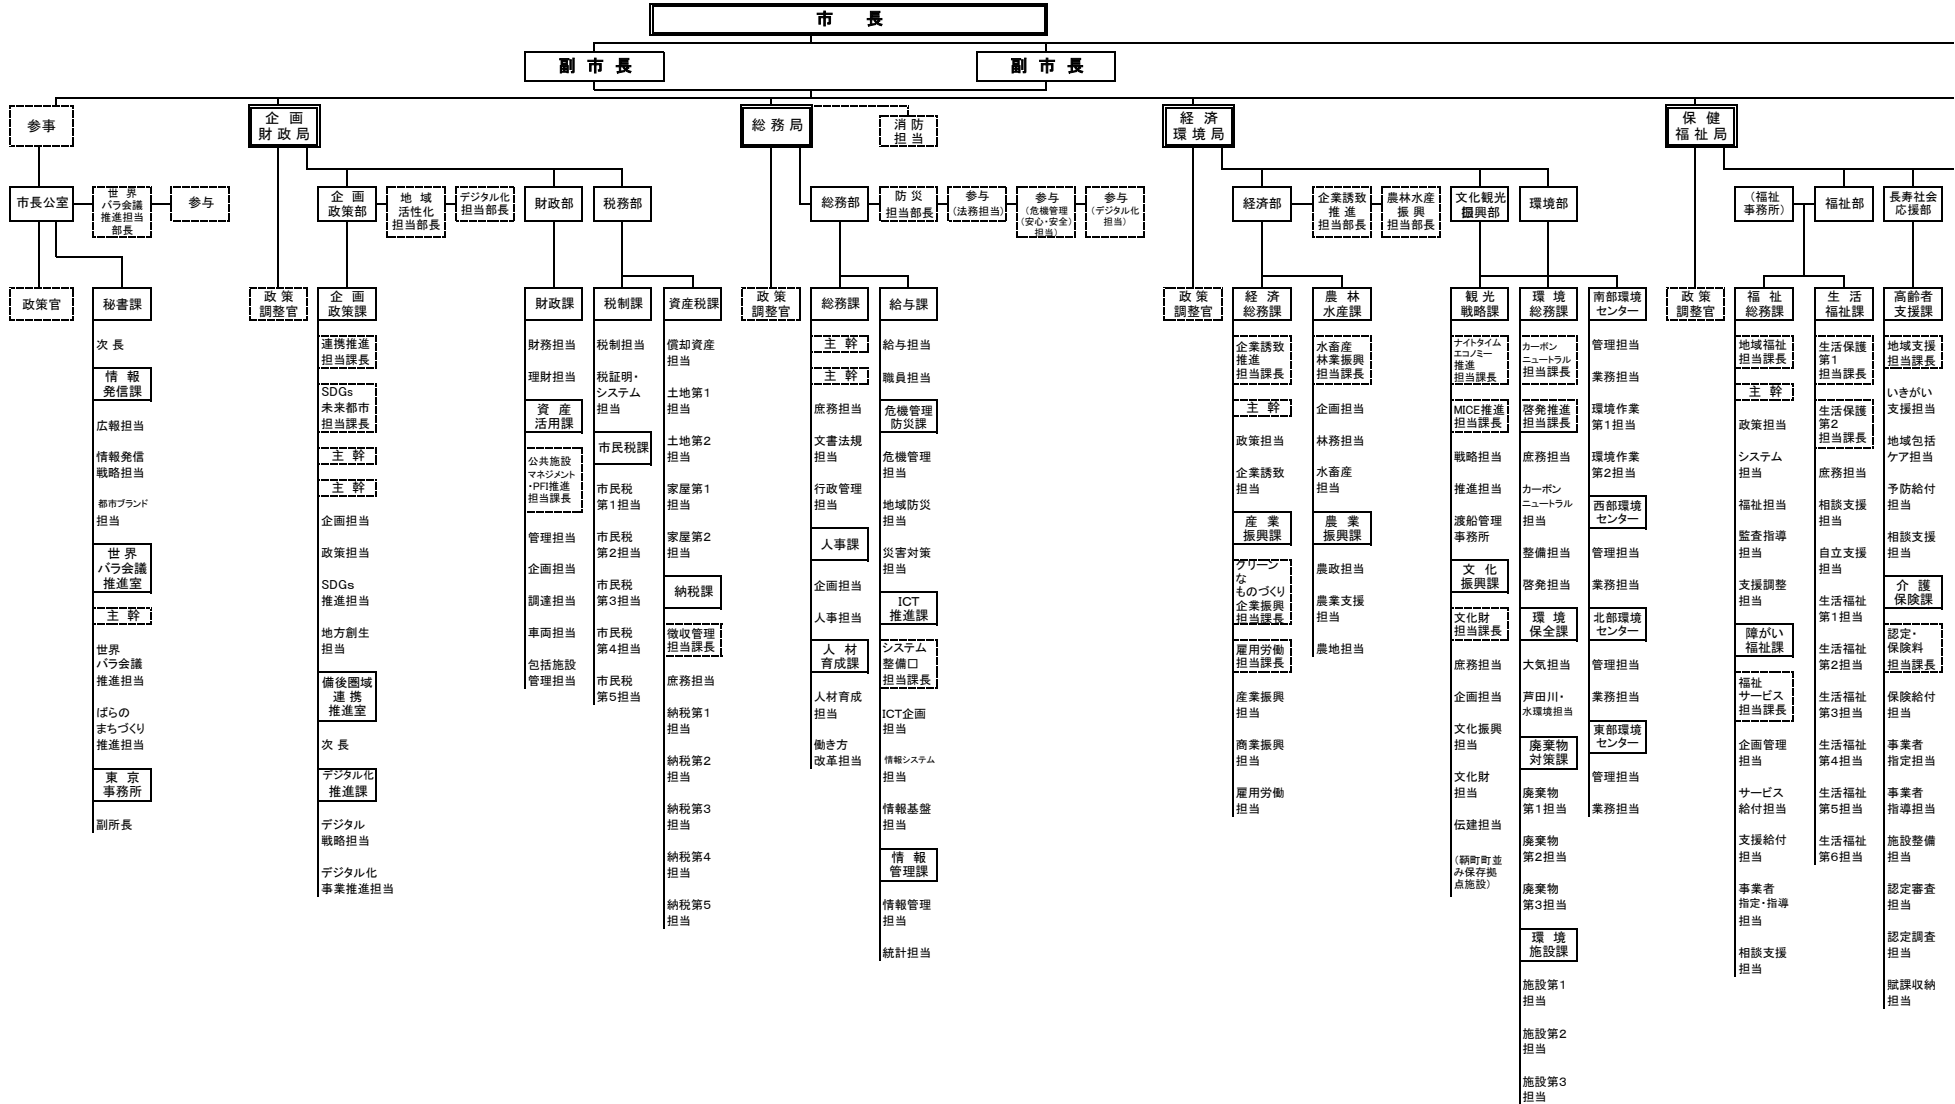 市 長
副 市 長
副 市 長
参事
企 画
財 政 局
総 務 局
消 防
担 当
経 済
環 境 局
保 健
福 祉 局
市長公室
世 界
バラ会議
推進担当
部長
参与
企 画
政策部
地 域
活性化
担当部長
デジタル化
担当部長
財政部
税務部
総務部
防 災
担当部長
参与
(法務担当)
参与
(危機管理
(安心・安全)
担当)
参与
(デジタル化
担当)
経済部
企業誘致
推 進
担当部長
農林水産
振 興
担当部長
文化観光
振興部
環境部
(福祉
事務所)
福祉部
長寿社会
応援部
政策官
秘書課
次 長
情 報
発信課
広報担当
情報発信
戦略担当
都市ブランド
担当
世 界
バラ会議
推進室
主 幹
世界
バラ会議
推進担当
ばらの
まちづくり
推進担当
東 京
事務所
副所長
政 策
調整官
企 画
政策課
連携推進
担当課長
SDGs
未来都市
担当課長
主 幹
主 幹
企画担当
政策担当
SDGs
推進担当
地方創生
担当
備後圏域
連 携
推進室
次 長
デジタル化
推進課
デジタル
戦略担当
デジタル化
事業推進担当
財政課
財務担当
理財担当
資 産
活用課
公共施設
マネジメント
・PFI推進
担当課長
管理担当
企画担当
調達担当
車両担当
包括施設
管理担当
税制課
税制担当
税証明・
システム
担当
市民税課
市民税
第1担当
市民税
第2担当
市民税
第3担当
市民税
第4担当
市民税
第5担当
資産税課
償却資産
担当
土地第1
担当
土地第2
担当
家屋第1
担当
家屋第2
担当
納税課
徴収管理
担当課長
庶務担当
納税第1
担当
納税第2
担当
納税第3
担当
納税第4
担当
納税第5
担当
政 策
調整官
総務課
主 幹
主 幹
庶務担当
文書法規
担当
行政管理
担当
人事課
企画担当
人事担当
人 材
育成課
人材育成
担当
働き方
改革担当
給与課
給与担当
職員担当
危機管理
防災課
危機管理
担当
地域防災
担当
災害対策
担当
ICT
推進課
システム
整備□
担当課長
ICT企画
担当
情報システム
担当
情報基盤
担当
情 報
管理課
情報管理
担当
統計担当
政 策
調整官
経 済
総務課
企業誘致
推進
担当課長
主 幹
政策担当
企業誘致
担当
産 業
振興課
グリーン
な
ものづくり
企業振興
担当課長
雇用労働
担当課長
産業振興
担当
商業振興
担当
雇用労働
担当
農 林
水産課
水畜産
林業振興
担当課長
企画担当
林務担当
水畜産
担当
農 業
振興課
農政担当
農業支援
担当
農地担当
観 光
戦略課
ナイトタイム
エコノミー
推進
担当課長
MICE推進
担当課長
戦略担当
推進担当
渡船管理
事務所
文 化
振興課
文化財
担当課長
庶務担当
企画担当
文化振興
担当
文化財
担当
伝建担当
(鞆町町並
み保存拠
点施設)
環 境
総務課
カーボン
ニュートラル
担当課長
啓発推進
担当課長
庶務担当
カーボン
ニュートラル
担当
整備担当
啓発担当
環 境
保全課
大気担当
芦田川・
水環境担当
廃棄物
対策課
廃棄物
第1担当
廃棄物
第2担当
廃棄物
第3担当
環 境
施設課
施設第1
担当
施設第2
担当
施設第3
担当
南部環境
センター
管理担当
業務担当
環境作業
第1担当
環境作業
第2担当
西部環境
センター
管理担当
業務担当
北部環境
センター
管理担当
業務担当
東部環境
センター
管理担当
業務担当
政 策
調整官
福 祉
総務課
地域福祉
担当課長
主 幹
政策担当
システム
担当
福祉担当
監査指導
担当
支援調整
担当
障がい
福祉課
福祉
サービス
担当課長
企画管理
担当
サービス
給付担当
支援給付
担当
事業者
指定・指導
担当
相談支援
担当
生 活
福祉課
生活保護
第1
担当課長
生活保護
第2
担当課長
庶務担当
相談支援
担当
自立支援
担当
生活福祉
第1担当
生活福祉
第2担当
生活福祉
第3担当
生活福祉
第4担当
生活福祉
第5担当
生活福祉
第6担当
高齢者
支援課
地域支援
担当課長
いきがい
支援担当
地域包括
ケア担当
予防給付
担当
相談支援
担当
介 護
保険課
認定・
保険料
担当課長
保険給付
担当
事業者
指定担当
事業者
指導担当
施設整備
担当
認定審査
担当
認定調査
担当
賦課収納
担当